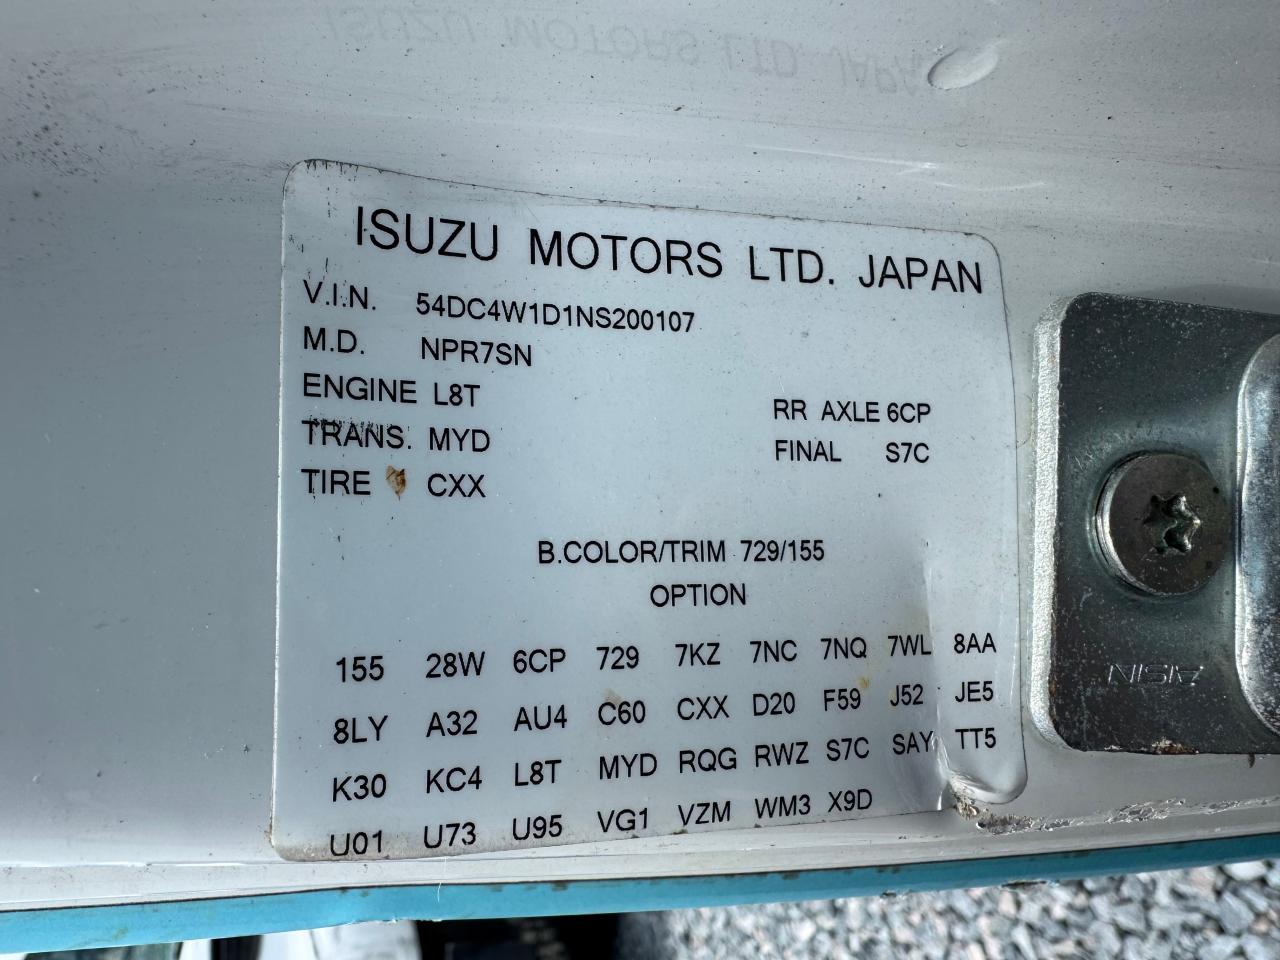 ISUZU MOTORS LTD. JAPAN
V.I.N. 54DC4W1D1NS200107
M.D. NPR7SN
ENGINE L8T
RR AXLE 6CP
TRANS. MYD
FINAL S7C
TIRE CXX
B.COLOR/TRIM 729/155
OPTION
155 28W 6CP 729 7KZ 7NC 7NQ 7WL 8AA
8LY A32 AU4 C60 CXX D20 F59 J52 JE5
K30 KC4 L8T MYD RQG RWZ S7C SAY TT5
U01 U73 U95 VG1 VZM WM3 X9D
AISIN